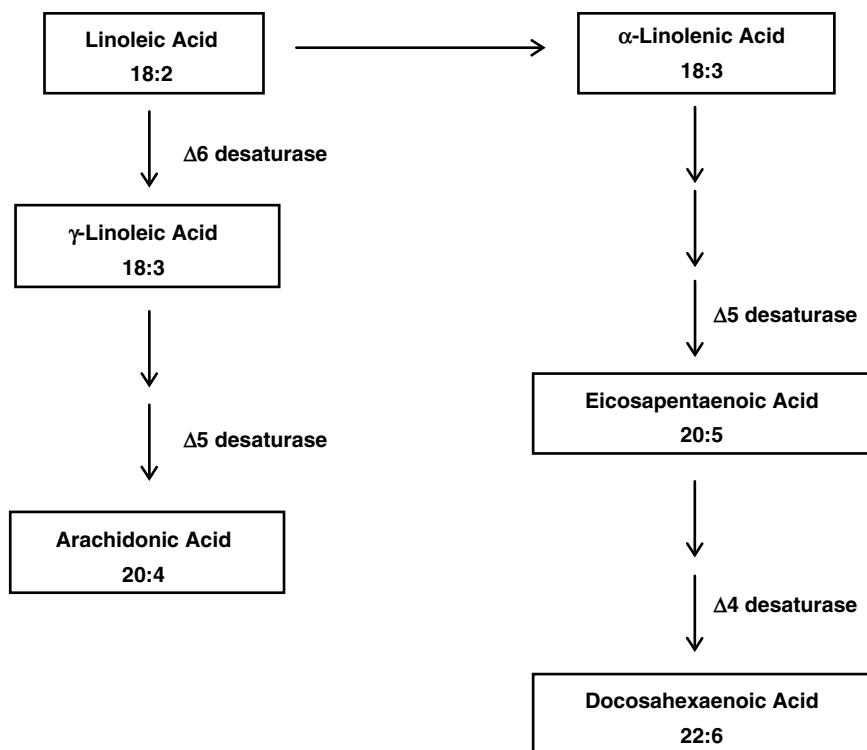 Linoleic Acid
18:2
α-Linolenic Acid
18:3
Δ6 desaturase
γ-Linoleic Acid
18:3
Δ5 desaturase
Eicosapentaenoic Acid
20:5
Δ5 desaturase
Arachidonic Acid
20:4
Δ4 desaturase
Docosahexaenoic Acid
22:6